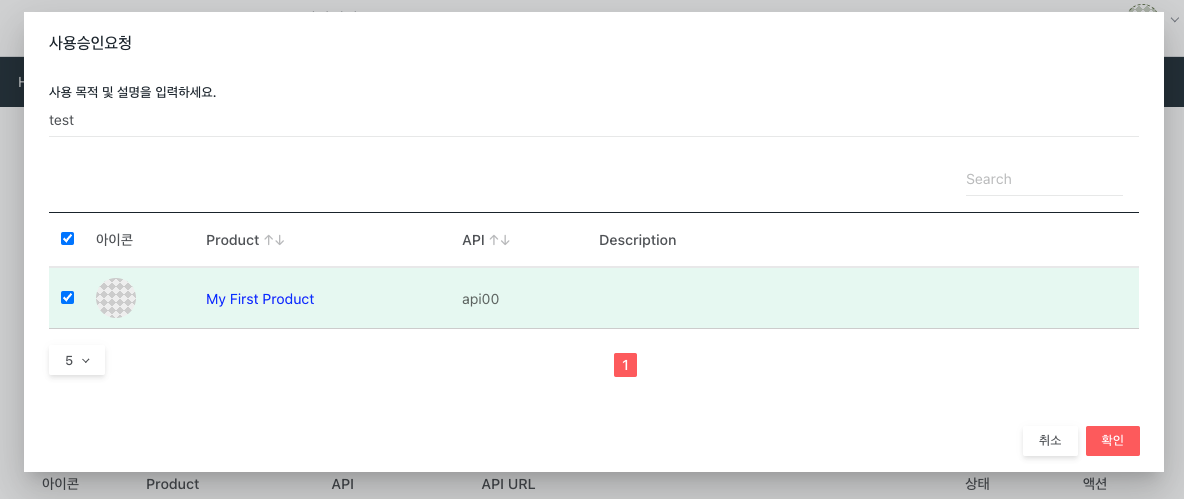 사용승인요청
사용 목적 및 설명을 입력하세요.
test
Search
아이콘 Product ↑↓ API ↑↓ Description
My First Product api00
5 1
취소 확인
아이콘 Product API API URL 상태 액션